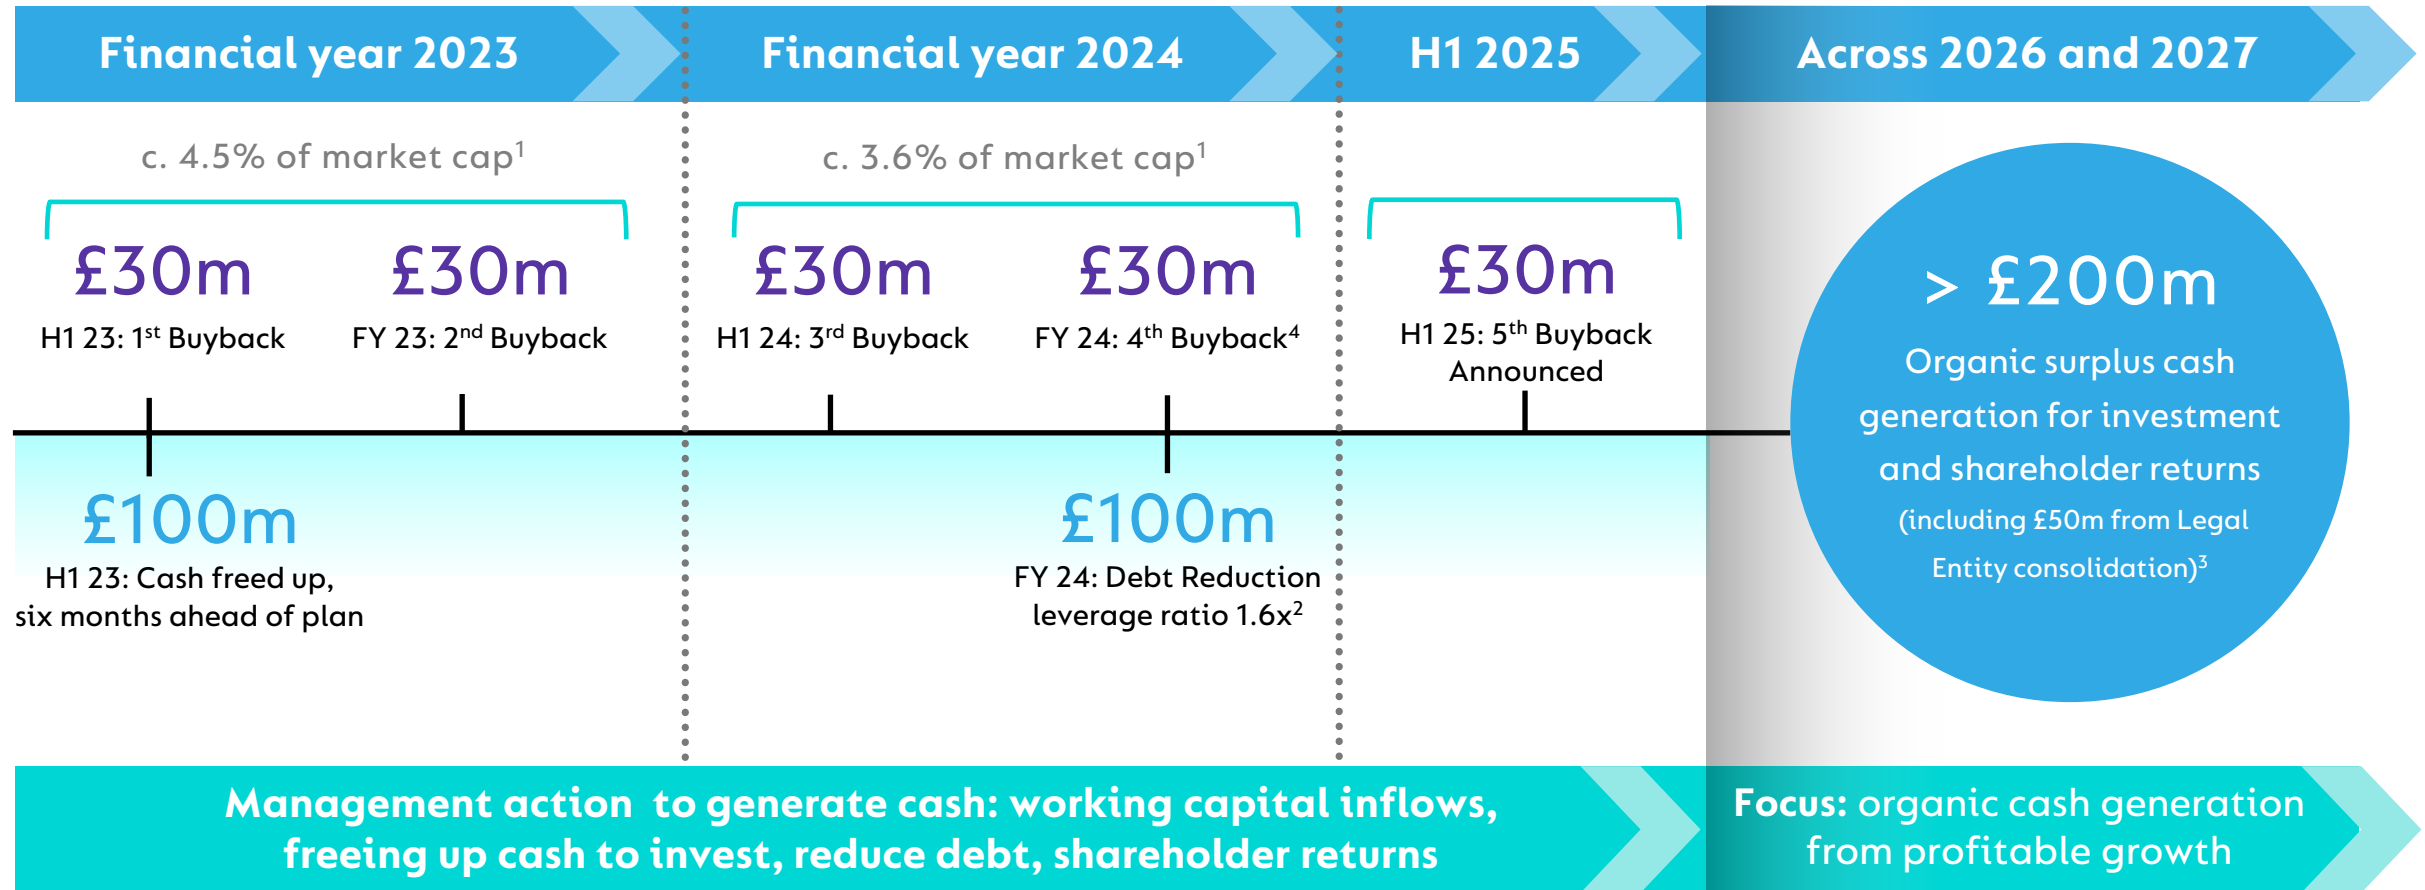 Financial year 2023
Financial year 2024
H1 2025
Across 2026 and 2027
c. 4.5% of market cap¹
c. 3.6% of market cap¹
£30m
H1 23: 1st Buyback
£30m
FY 23: 2nd Buyback
£30m
H1 24: 3rd Buyback
£30m
FY 24: 4th Buyback⁴
£30m
H1 25: 5th Buyback
Announced
£100m
H1 23: Cash freed up,
six months ahead of plan
£100m
FY 24: Debt Reduction
leverage ratio 1.6x²
> £200m
Organic surplus cash
generation for investment
and shareholder returns
(including £50m from Legal
Entity consolidation)³
Management action to generate cash: working capital inflows,
freeing up cash to invest, reduce debt, shareholder returns
Focus: organic cash generation
from profitable growth